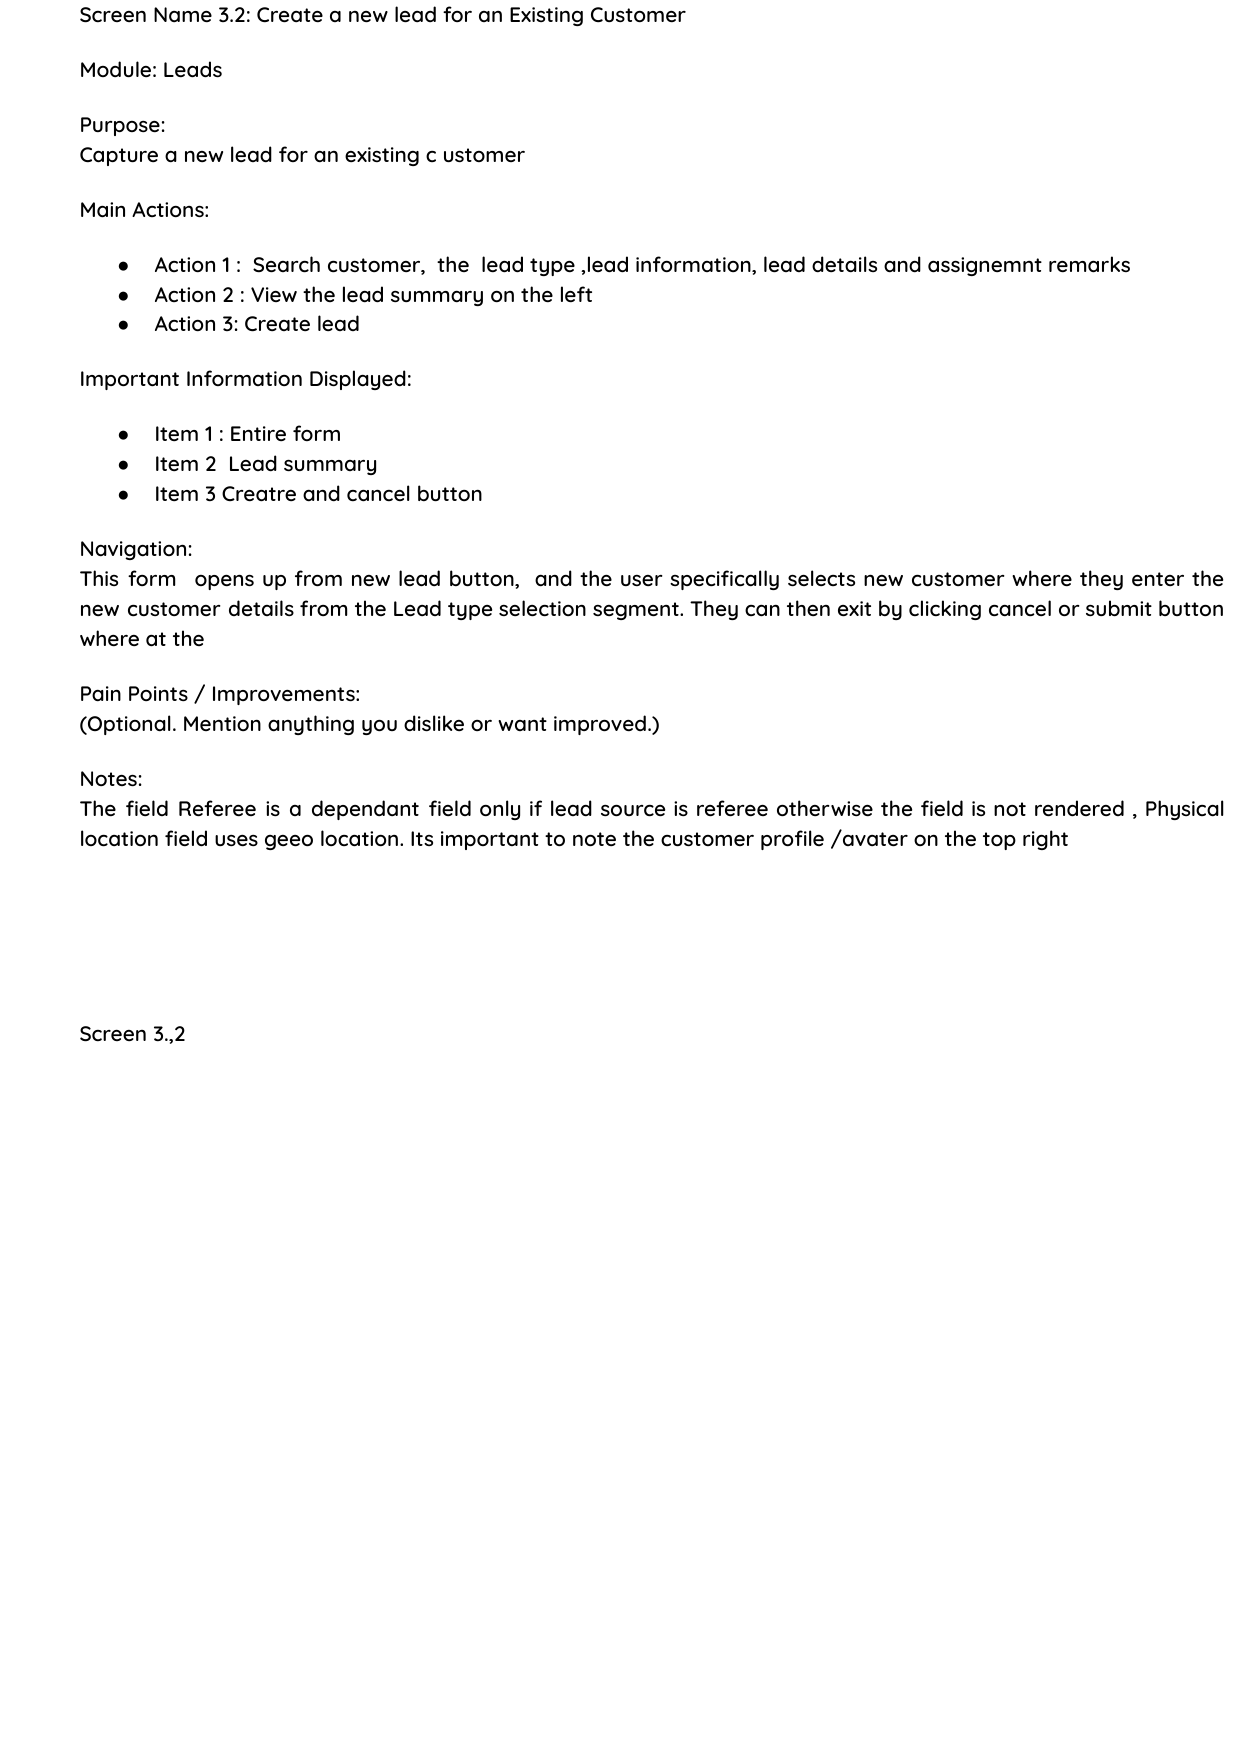 Screen Name 3.2: Create a new lead for an Existing Customer
Module: Leads
Purpose:
Capture a new lead for an existing c ustomer
Main Actions:
● Action 1 :  Search customer,  the  lead type ,lead information, lead details and assignemnt remarks
● Action 2 : View the lead summary on the left
● Action 3: Create lead
Important Information Displayed:
● Item 1 : Entire form
● Item 2  Lead summary
● Item 3 Creatre and cancel button
Navigation:
This form  opens up from new lead button,  and the user specifically selects new customer where they enter the
new customer details from the Lead type selection segment. They can then exit by clicking cancel or submit button
where at the
Pain Points / Improvements:
(Optional. Mention anything you dislike or want improved.)
Notes:
The field Referee is a dependant field only if lead source is referee otherwise the field is not rendered , Physical
location field uses geeo location. Its important to note the customer profile /avater on the top right
Screen 3.,2